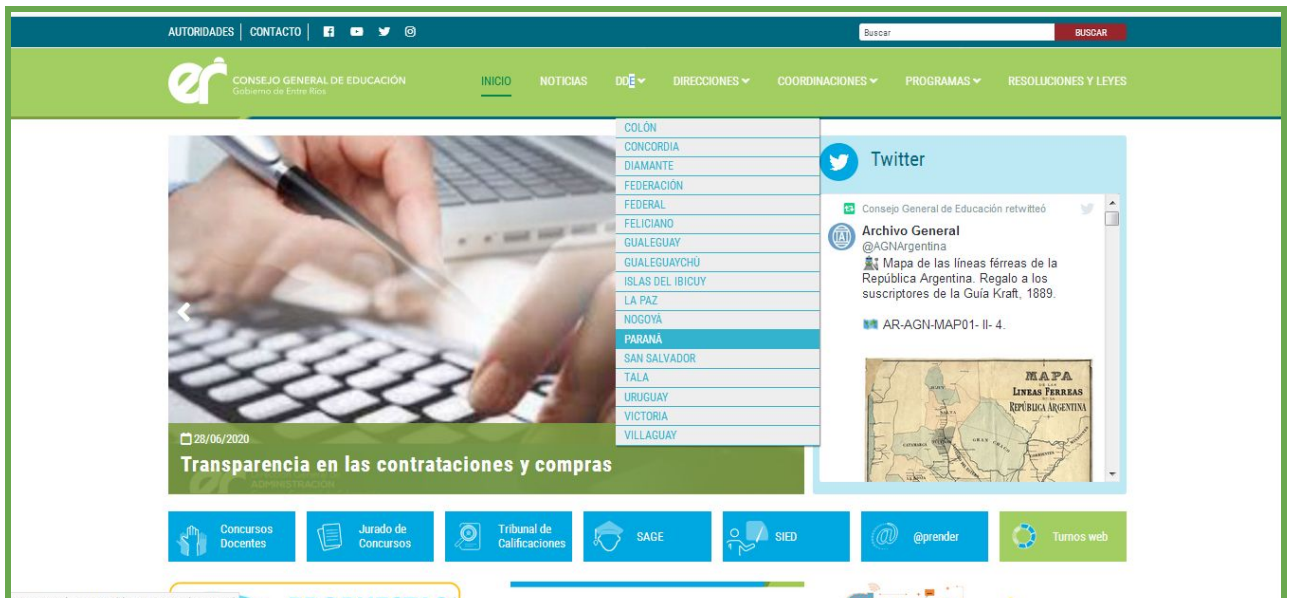 AUTORIDADES CONTACTO
Buscar
BUSCAR
CONSEJO GENERAL DE EDUCACIÓN
Gobierno de Entre Ríos
INICIO NOTICIAS DDE DIRECCIONES COORDINACIONES PROGRAMAS RESOLUCIONES Y LEYES
COLÓN
CONCORDIA
DIAMANTE
FEDERACIÓN
FEDERAL
FELICIANO
GUALEGUAY
GUALEGUAYCHÚ
ISLAS DEL IBICUY
LA PAZ
NOGOYÁ
PARANÁ
SAN SALVADOR
TALA
URUGUAY
VICTORIA
VILLAGUAY
28/06/2020
Transparencia en las contrataciones y compras
ADMINISTRACIÓN
Twitter
Consejo General de Educación retwitteó
Archivo General
@AGNArgentina
Mapa de las líneas férreas de la
República Argentina. Regalo a los
suscriptores de la Guía Kraft, 1889.
AR-AGN-MAP01- II- 4.
MAPA
LINEAS FERREAS
REPÚBLICA ARGENTINA
Concursos
Docentes
Jurado de
Concursos
Tribunal de
Calificaciones
SAGE
SIED
@prender
Turnos web